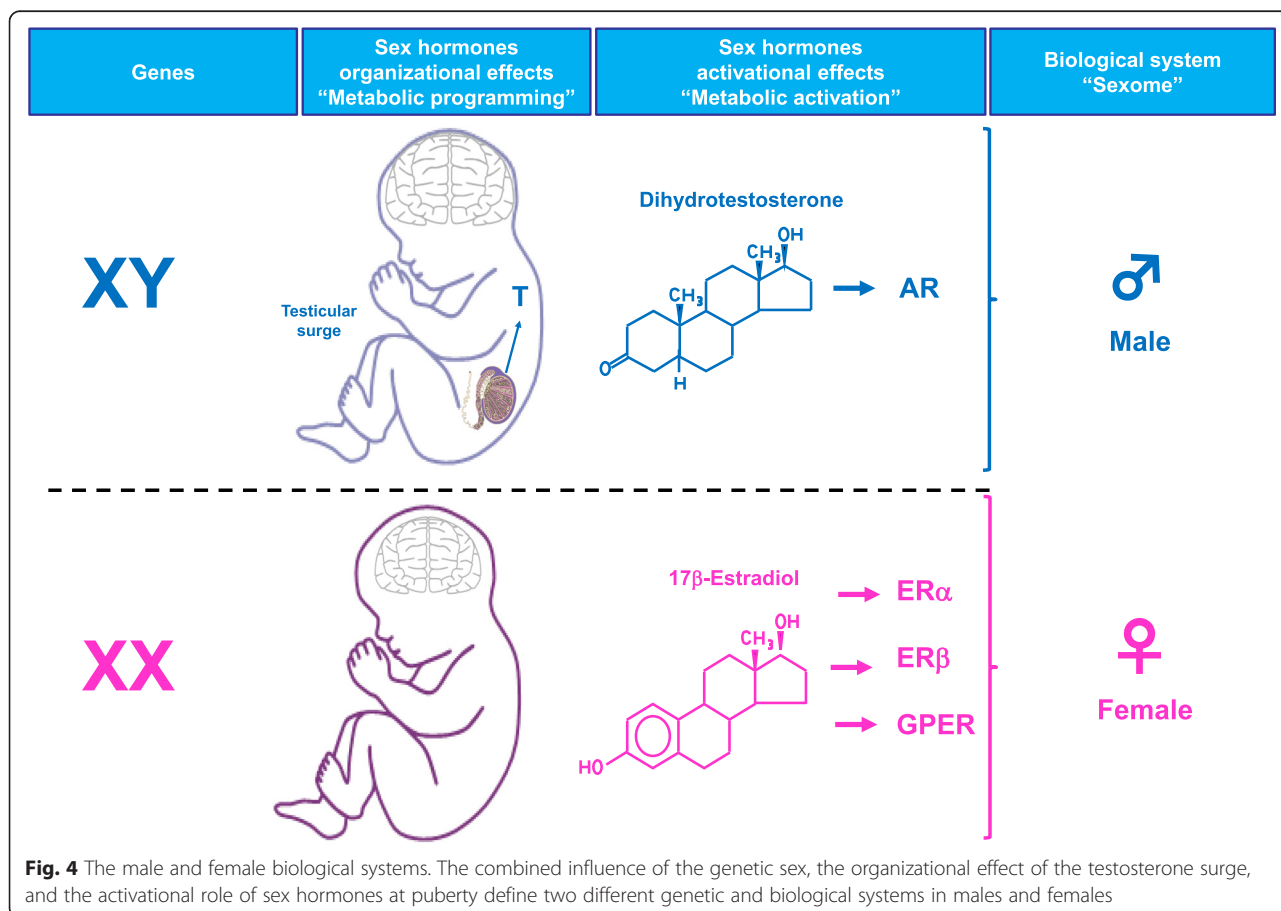 Genes
Sex hormones
organizational effects
“Metabolic programming”
Sex hormones
activational effects
“Metabolic activation”
Biological system
“Sexome”
XY
Testicular
surge
T
Dihydrotestosterone
OH
CH3
CH3
O
H
AR
Male
XX
17β-Estradiol
OH
CH3
HO
ERα
ERβ
GPER
Female
Fig. 4 The male and female biological systems. The combined influence of the genetic sex, the organizational effect of the testosterone surge,
and the activational role of sex hormones at puberty define two different genetic and biological systems in males and females